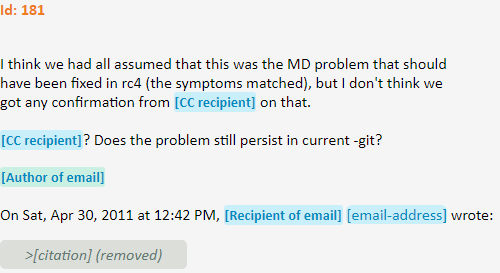 Id: 181
I think we had all assumed that this was the MD problem that should
have been fixed in rc4 (the symptoms matched), but I don't think we
got any confirmation from [CC recipient] on that.
[CC recipient]? Does the problem still persist in current -git?
[Author of email]
On Sat, Apr 30, 2011 at 12:42 PM, [Recipient of email] [email-address] wrote:
>[citation] (removed)